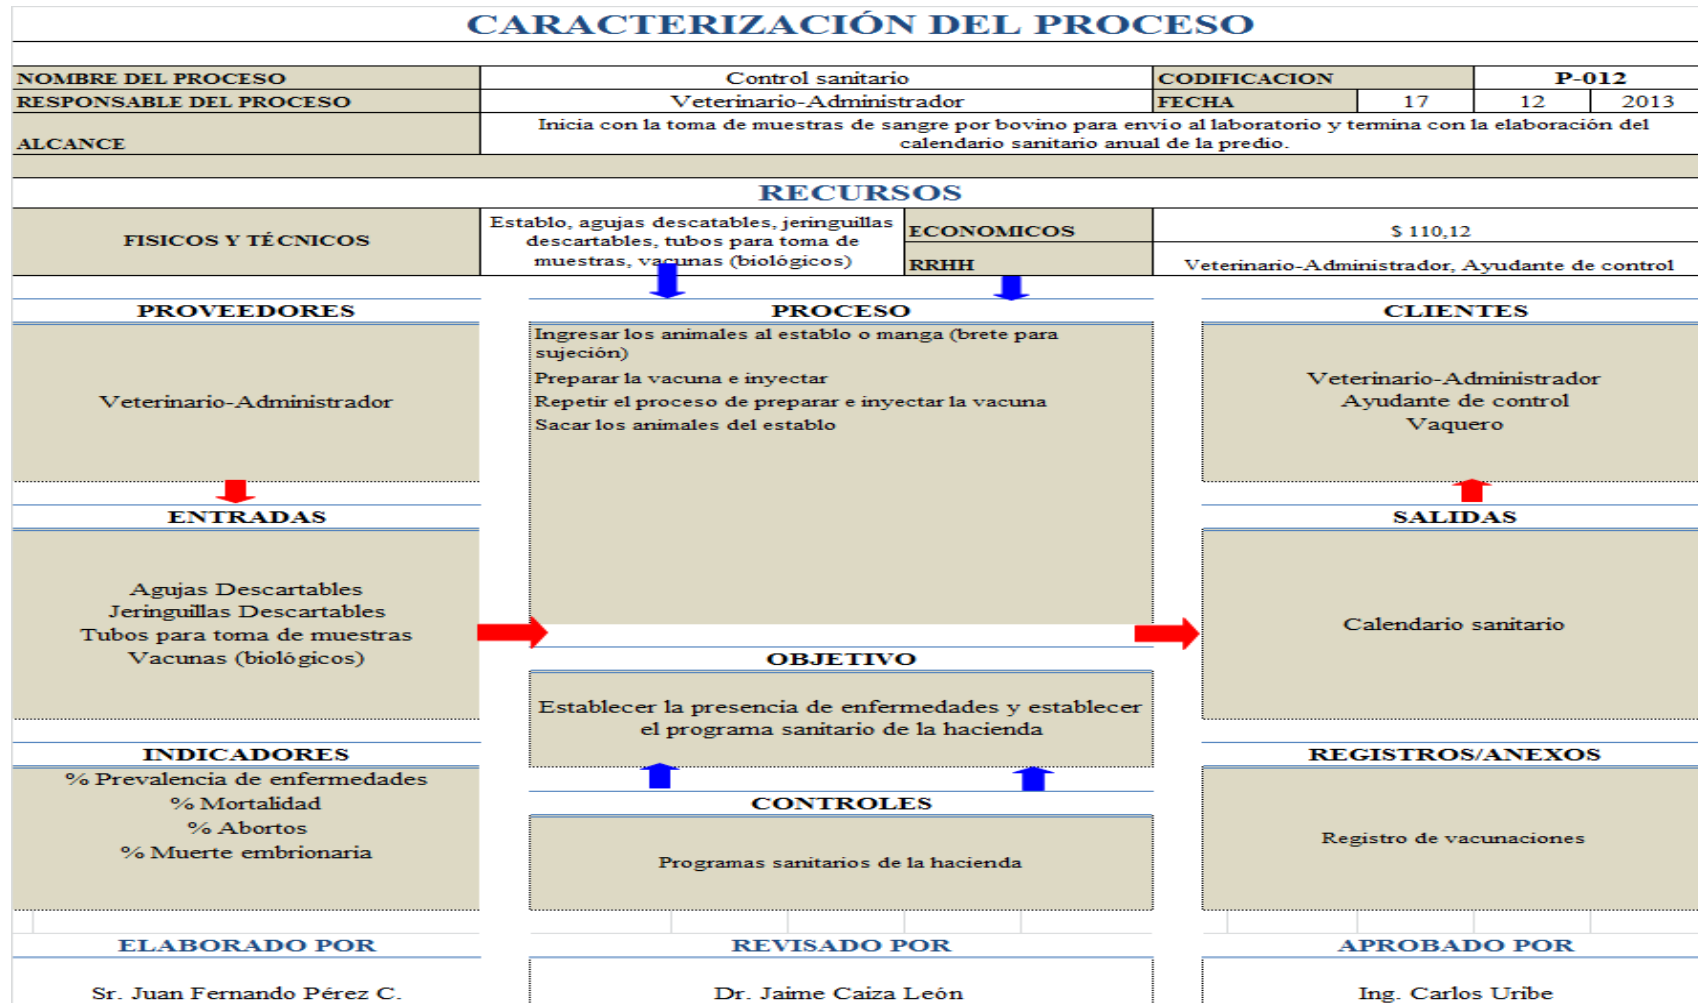 CARACTERIZACIÓN DEL PROCESO
NOMBRE DEL PROCESO Control sanitario CODIFICACION P-012
RESPONSABLE DEL PROCESO Veterinario-Administrador FECHA 17 12 2013
ALCANCE
Inicia con la toma de muestras de sangre por bovino para envío al laboratorio y termina con la elaboración del
calendario sanitario anual de la predio.
RECURSOS
FISICOS Y TÉCNICOS
Establo, agujas descatables, jeringuillas
descartables, tubos para toma de
muestras, vacunas (biológicos)
ECONOMICOS $ 110,12
RRHH Veterinario-Administrador, Ayudante de control
PROVEEDORES
Veterinario-Administrador
PROCESO
Ingresar los animales al establo o manga (brete para
sujeción)
Preparar la vacuna e inyectar
Repetir el proceso de preparar e inyectar la vacuna
Sacar los animales del establo
CLIENTES
Veterinario-Administrador
Ayudante de control
Vaquero
ENTRADAS
Agujas Descartables
Jeringuillas Descartables
Tubos para toma de muestras
Vacunas (biológicos)
SALIDAS
Calendario sanitario
OBJETIVO
Establecer la presencia de enfermedades y establecer
el programa sanitario de la hacienda
INDICADORES
% Prevalencia de enfermedades
% Mortalidad
% Abortos
% Muerte embrionaria
CONTROLES
Programas sanitarios de la hacienda
REGISTROS/ANEXOS
Registro de vacunaciones
ELABORADO POR
Sr. Juan Fernando Pérez C.
REVISADO POR
Dr. Jaime Caiza León
APROBADO POR
Ing. Carlos Uribe